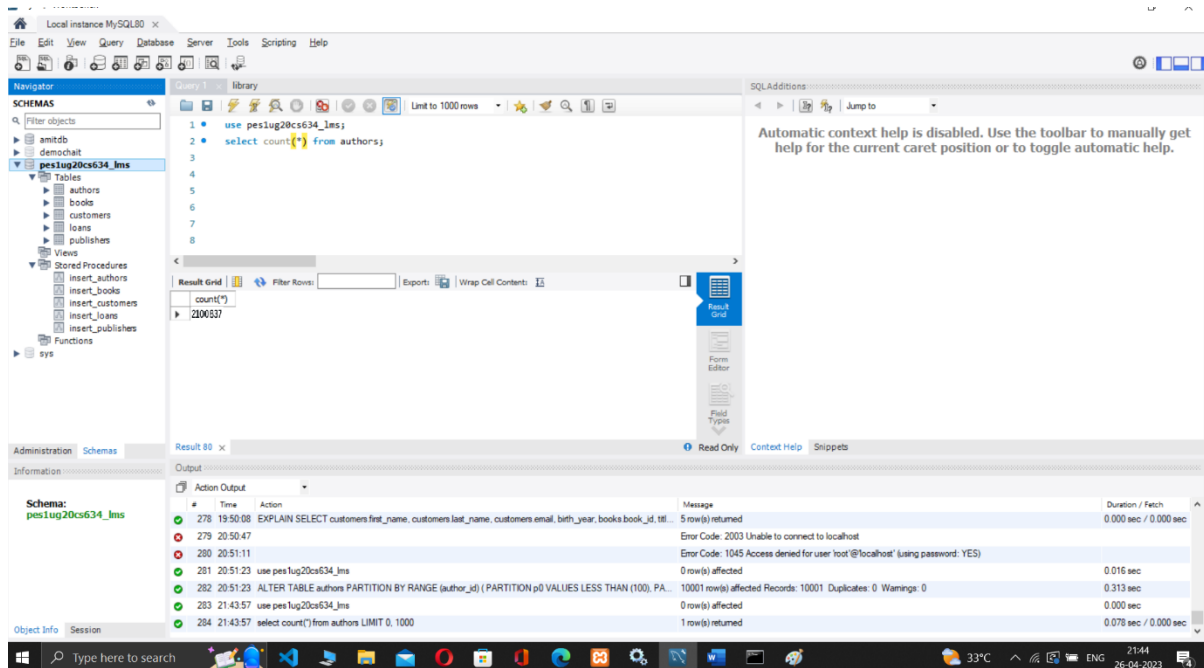 Local instance MySQL80 ×
File Edit View Query Database Server Tools Scripting Help
Navigator
SCHEMAS
Filter objects
amitdb
demochait
pes1ug20cs634_lms
Tables
authors
books
customers
loans
publishers
Views
Stored Procedures
insert_authors
insert_books
insert_customers
insert_loans
insert_publishers
Functions
sys
Administration Schemas
Information
Schema:
pes1ug20cs634_lms
Object Info Session
Query 1 × library
Limit to 1000 rows
1 use pes1ug20cs634_lms;
2 select count(*) from authors;
3
4
5
6
7
8
Result Grid Filter Rows: Export: Wrap Cell Content:
count(*)
2100837
Result Grid
Form Editor
Field Types
Result 80 × Read Only
SQLAdditions
Jump to
Automatic context help is disabled. Use the toolbar to manually get
help for the current caret position or to toggle automatic help.
Context Help Snippets
Output
Action Output
# Time Action Message Duration / Fetch
278 19:50:08 EXPLAIN SELECT customers.first_name, customers.last_name, customers.email, birth_year, books.book_id, titl... 5 row(s) returned 0.000 sec / 0.000 sec
279 20:50:47 Error Code: 2003 Unable to connect to localhost
280 20:51:11 Error Code: 1045 Access denied for user 'root'@'localhost' (using password: YES)
281 20:51:23 use pes1ug20cs634_lms 0 row(s) affected 0.016 sec
282 20:51:23 ALTER TABLE authors PARTITION BY RANGE (author_id) ( PARTITION p0 VALUES LESS THAN (100), PA... 10001 row(s) affected Records: 10001 Duplicates: 0 Warnings: 0 0.313 sec
283 21:43:57 use pes1ug20cs634_lms 0 row(s) affected 0.000 sec
284 21:43:57 select count(*) from authors LIMIT 0, 1000 1 row(s) returned 0.078 sec / 0.000 sec
Type here to search
33°C ENG
21:44
26-04-2023